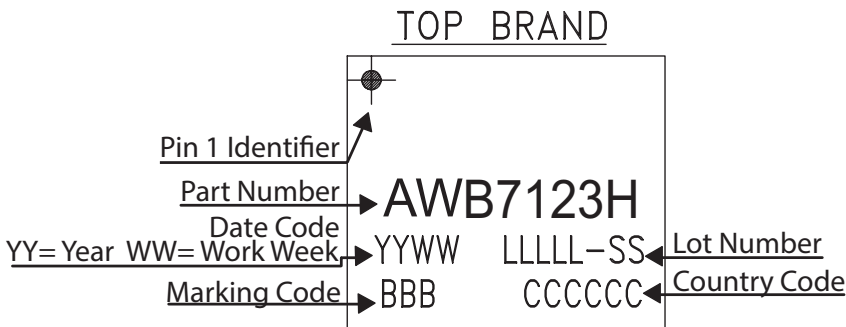 TOP BRAND
Pin 1 Identifier
Part Number AWB7123H
Date Code
YY= Year WW= Work Week YYWW LLLLL-SS Lot Number
Marking Code BBB CCCCCC Country Code